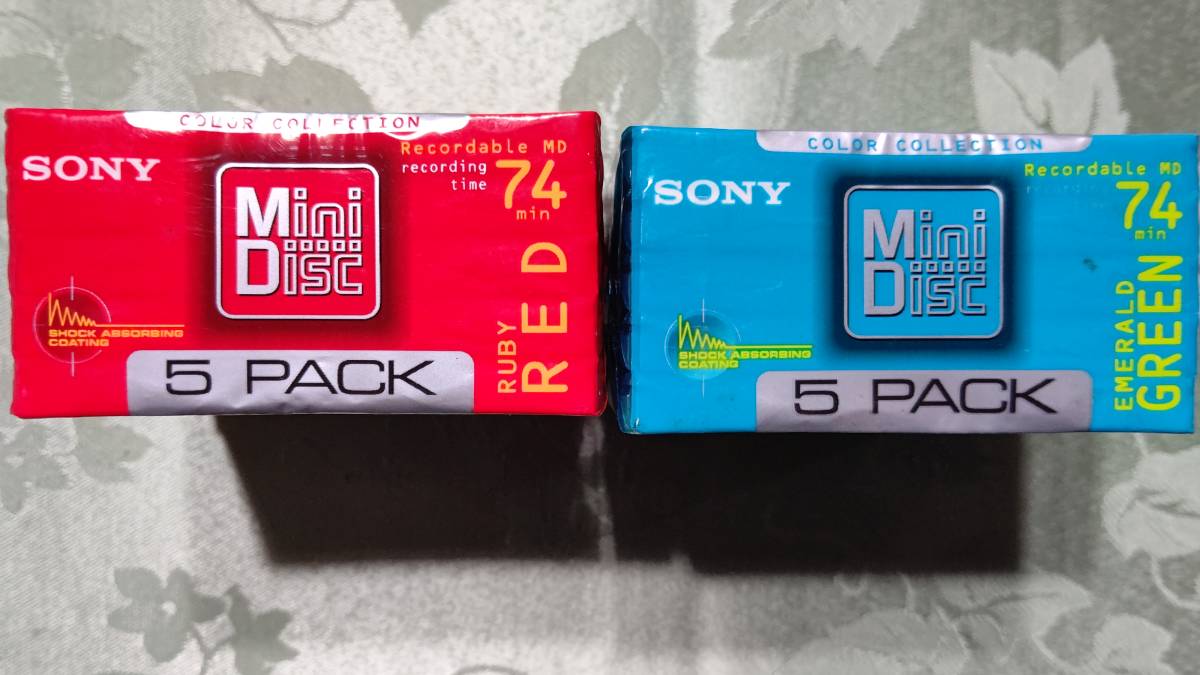 COLOR COLLECTION
SONY
Recordable MD
recording
time
74
min
Mini
Disc
SHOCK ABSORBING
COATING
5 PACK
RUBY
RED
COLOR COLLECTION
SONY
Recordable MD
recording
74
min
Mini
Disc
SHOCK ABSORBING
COATING
5 PACK
EMERALD
GREEN